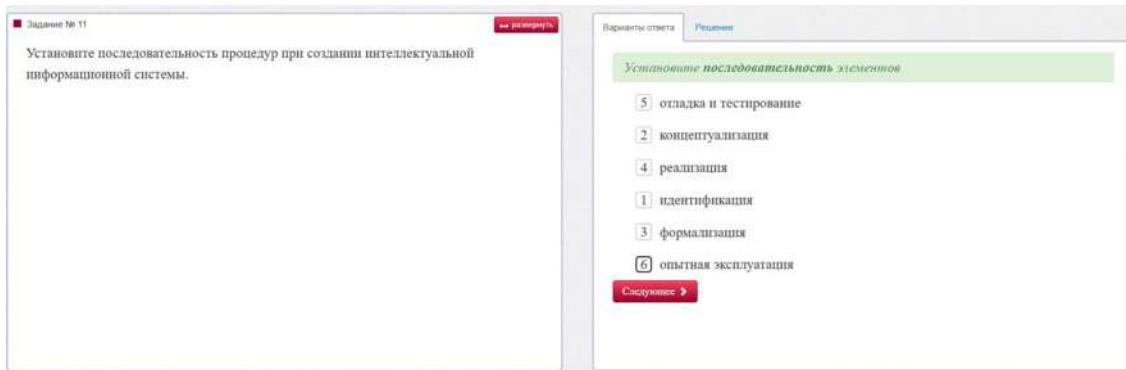 Задание № 11
развернуть
Установите последовательность процедур при создании интеллектуальной
информационной системы.
Варианты ответа
Решение
Установите последовательность элементов
5 отладка и тестирование
2 концептуализация
4 реализация
1 идентификация
3 формализация
6 опытная эксплуатация
Следующее